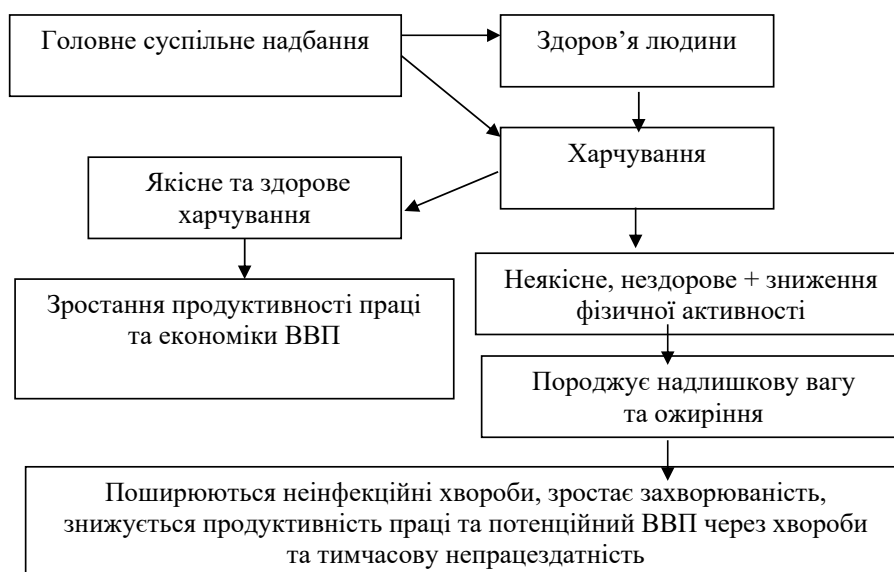 Головне суспільне надбання
Здоров’я людини
Харчування
Якісне та здорове
харчування
Зростання продуктивності праці
та економіки ВВП
Неякісне, нездорове + зниження
фізичної активності
Породжує надлишкову вагу
та ожиріння
Поширюються неінфекційні хвороби, зростає захворюваність,
знижується продуктивність праці та потенційний ВВП через хвороби
та тимчасову непрацездатність